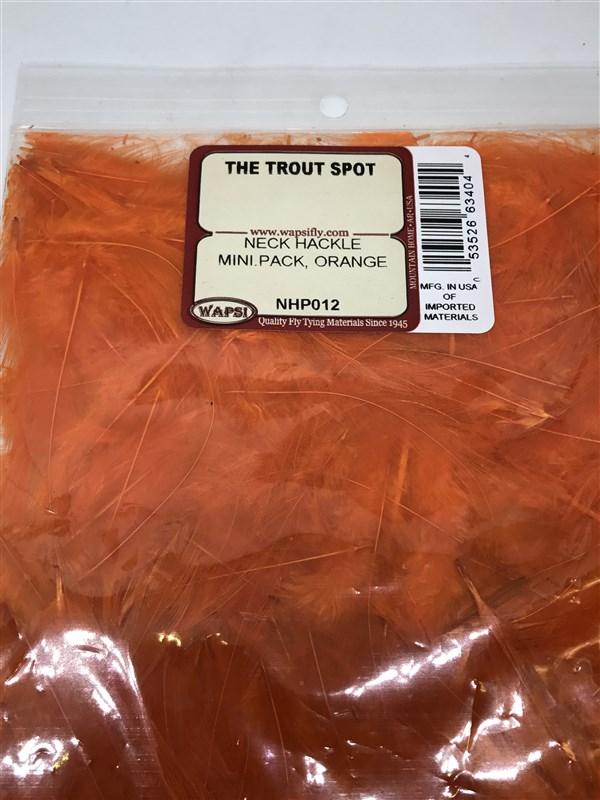 THE TROUT SPOT
www.wapsifly.com
NECK HACKLE
MINI.PACK, ORANGE
NHP012
WAPSI
Quality Fly Tying Materials Since 1945
MOUNTAIN HOME • AR • USA
53526 63404 4
MFG. IN USA
OF
IMPORTED
MATERIALS